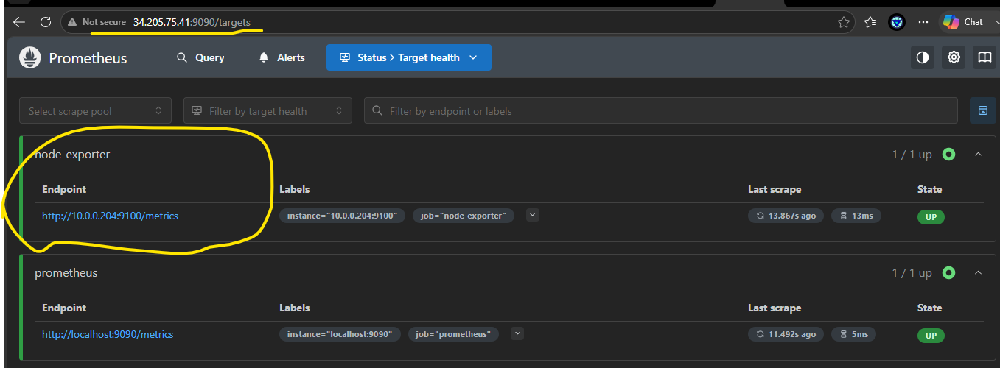 Not secure 34.205.75.41:9090/targets Chat
Prometheus Query Alerts Status > Target health
Select scrape pool Filter by target health Filter by endpoint or labels
node-exporter 1 / 1 up
Endpoint Labels Last scrape State
http://10.0.0.204:9100/metrics instance="10.0.0.204:9100" job="node-exporter" 13.867s ago 13ms UP
prometheus 1 / 1 up
Endpoint Labels Last scrape State
http://localhost:9090/metrics instance="localhost:9090" job="prometheus" 11.492s ago 5ms UP